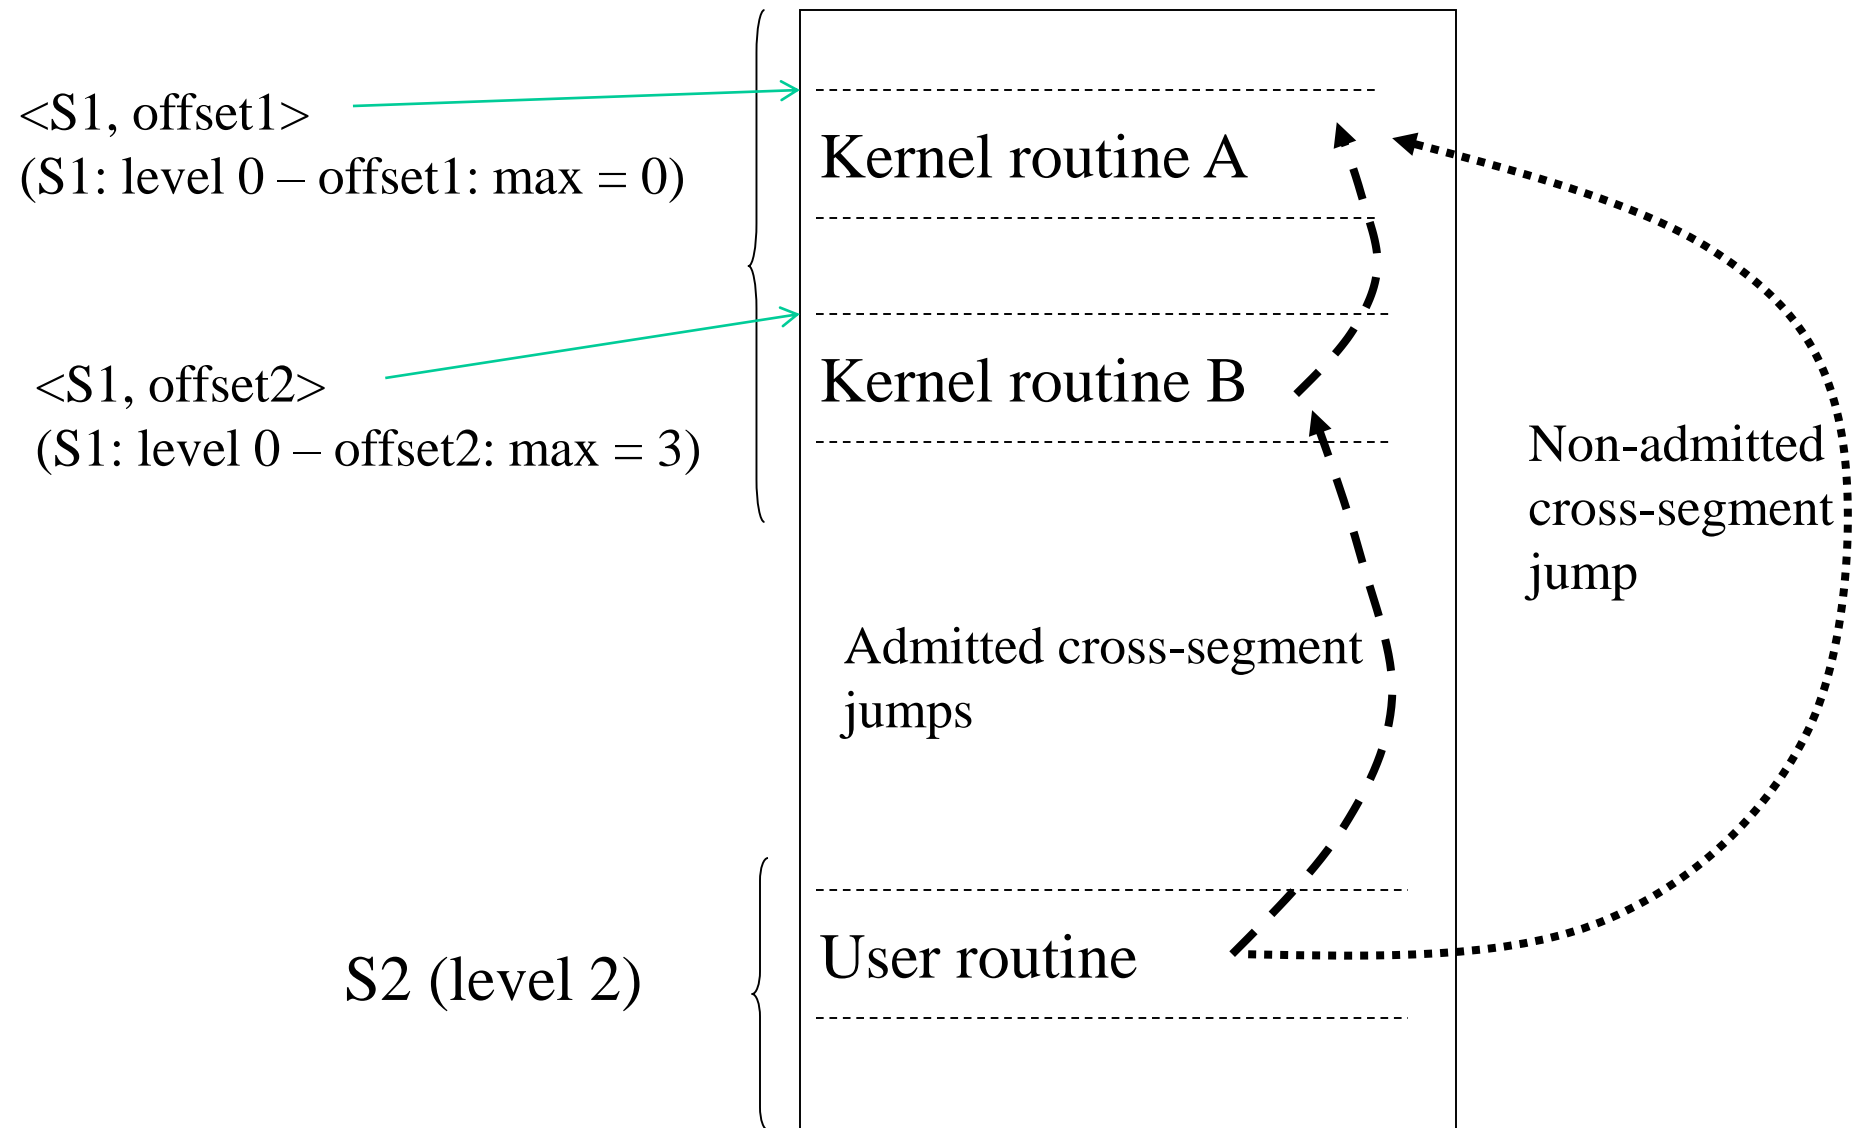 <S1, offset1>
(S1: level 0 – offset1: max = 0)
Kernel routine A
<S1, offset2>
(S1: level 0 – offset2: max = 3)
Kernel routine B
Non-admitted
cross-segment
jump
Admitted cross-segment
jumps
S2 (level 2)
User routine